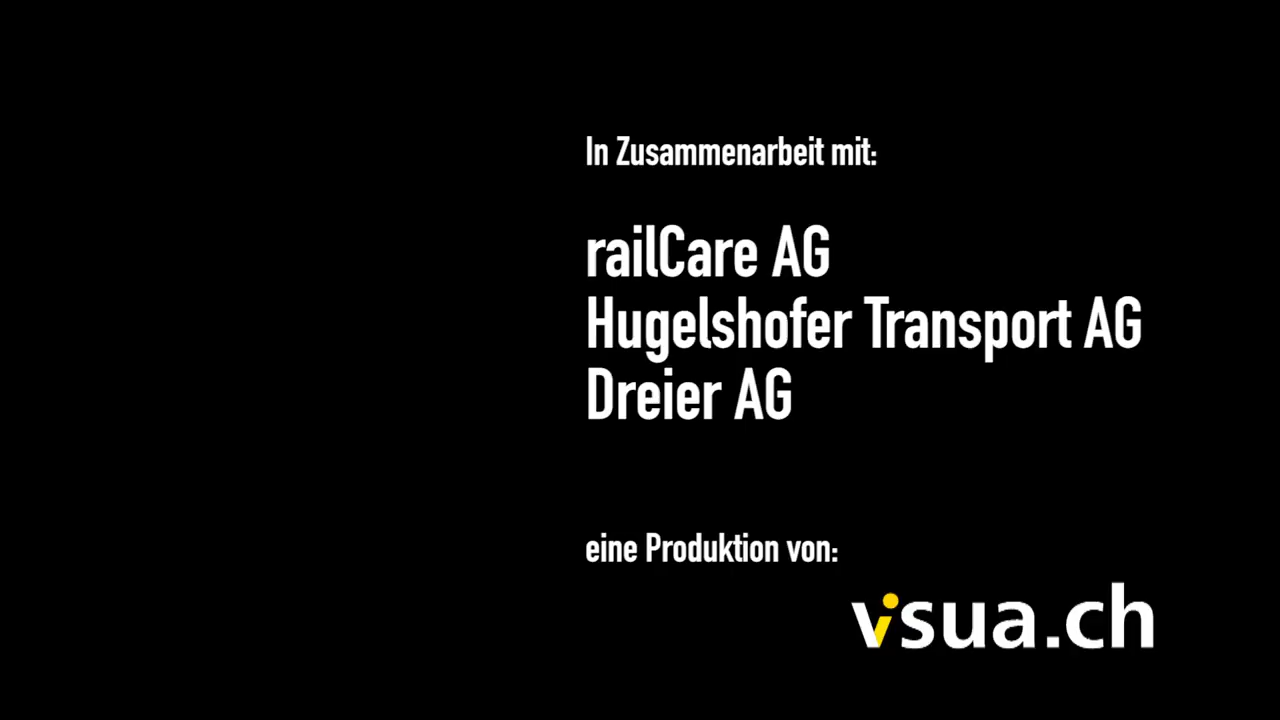 In Zusammenarbeit mit:
railCare AG
Hugelshofer Transport AG
Dreier AG
eine Produktion von:
visua.ch